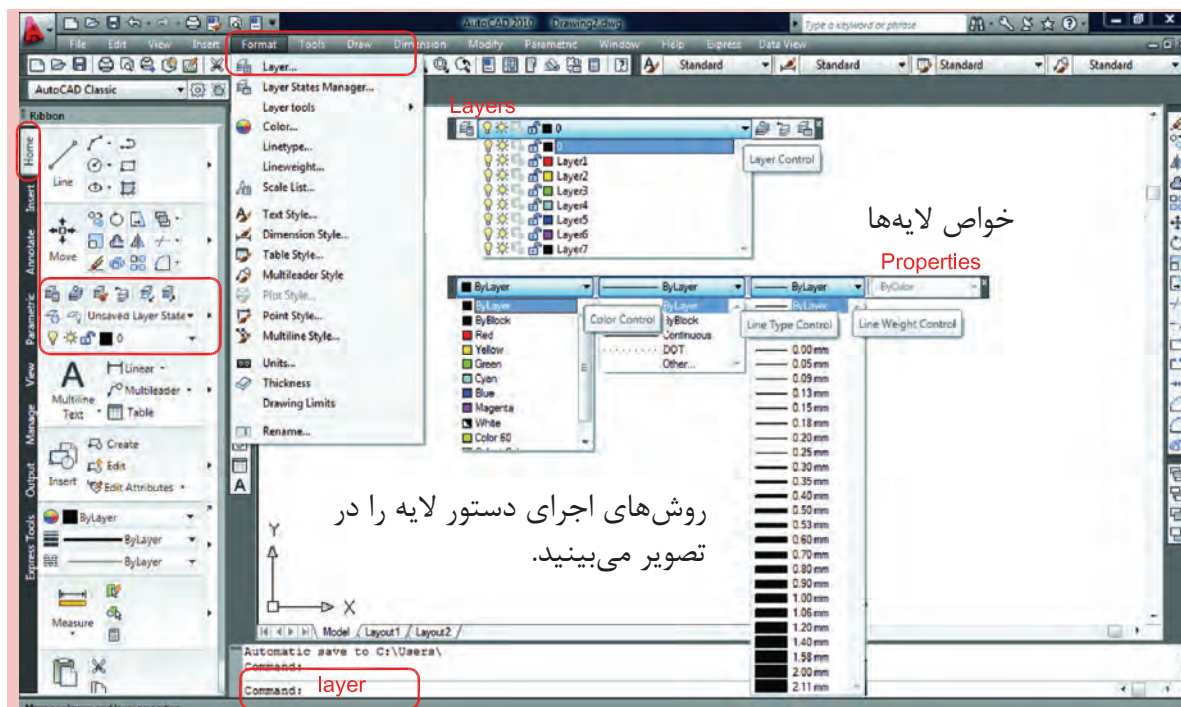 AutoCAD 2010 Drawing2.dwg
Type a keyword or phrase
File Edit View Insert Format Tools Draw Dimension Modify Parametric Window Help Express Data View
Standard Standard Standard Standard
AutoCAD Classic
Ribbon
Home
Insert
Annotate
Parametric
View
Manage
Output
Express Tools
Line
Move
Unsaved Layer State
0
Multiline
Text
Linear
Multileader
Table
Insert
Create
Edit
Edit Attributes
ByLayer
ByLayer
ByLayer
Measure
Layer...
Layer States Manager...
Layer tools
Color...
Linetype...
Lineweight...
Scale List...
Text Style...
Dimension Style...
Table Style...
Multileader Style
Plot Style...
Point Style...
Multiline Style...
Units...
Thickness
Drawing Limits
Rename...
Layers
0
0
Layer1
Layer2
Layer3
Layer4
Layer5
Layer6
Layer7
Layer Control
خواص لایه‌ها
Properties
ByLayer ByLayer ByLayer ByColor
ByLayer
ByBlock
Red
Yellow
Green
Cyan
Blue
Magenta
White
Color 60
Color Control
ByLayer
ByBlock
Continuous
DOT
Other...
Line Type Control
ByLayer
Line Weight Control
0.00 mm
0.05 mm
0.09 mm
0.13 mm
0.15 mm
0.18 mm
0.20 mm
0.25 mm
0.30 mm
0.35 mm
0.40 mm
0.50 mm
0.53 mm
0.60 mm
0.70 mm
0.80 mm
0.90 mm
1.00 mm
1.06 mm
1.20 mm
1.40 mm
1.58 mm
2.00 mm
2.11 mm
روش‌های اجرای دستور لایه را در
تصویر می‌بینید.
Y
X
A
Model Layout1 Layout2
Automatic save to C:\Users\
Command:
Command: layer